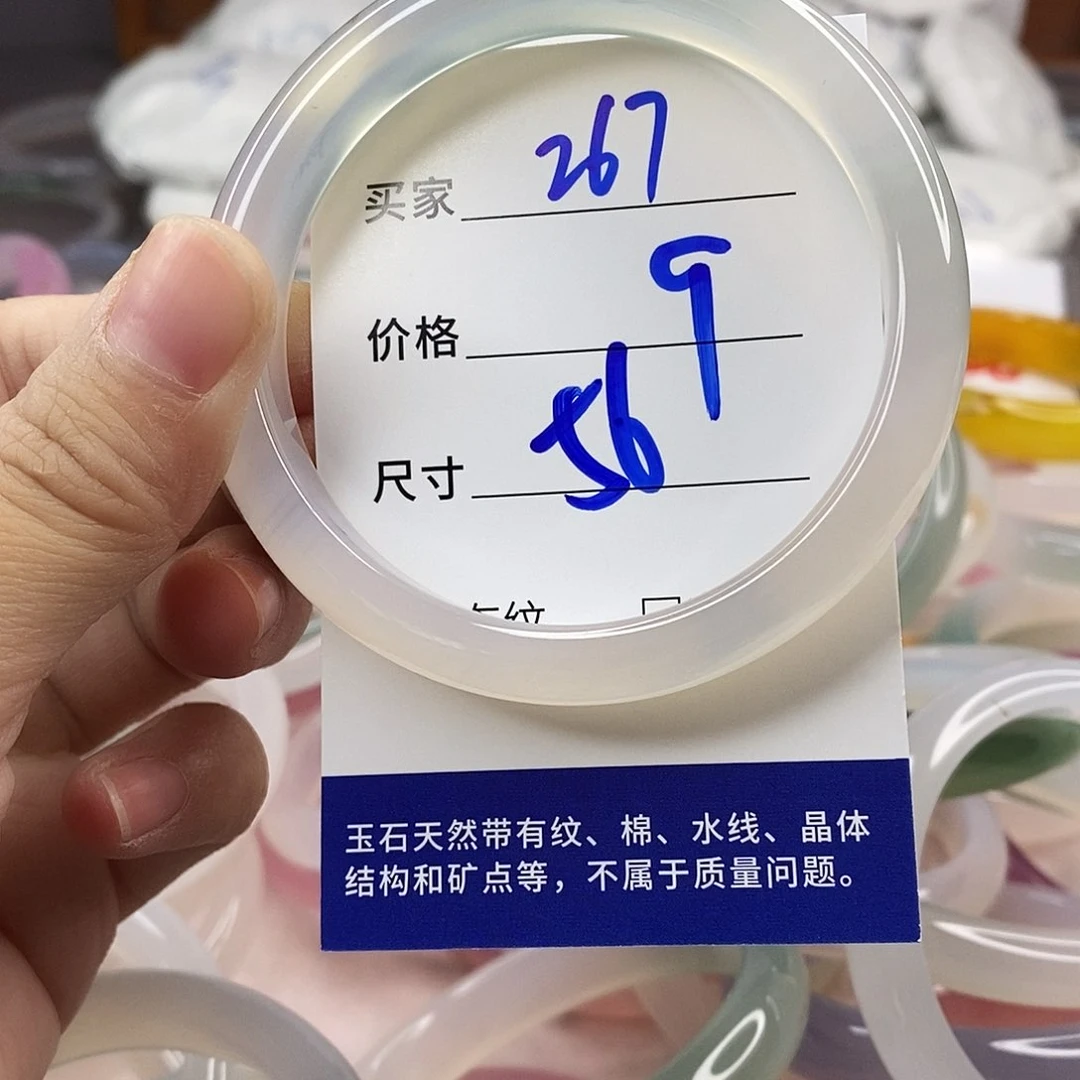 买家 267
价格 9
尺寸 56
纹 □
玉石天然带有纹、棉、水线、晶体
结构和矿点等，不属于质量问题。